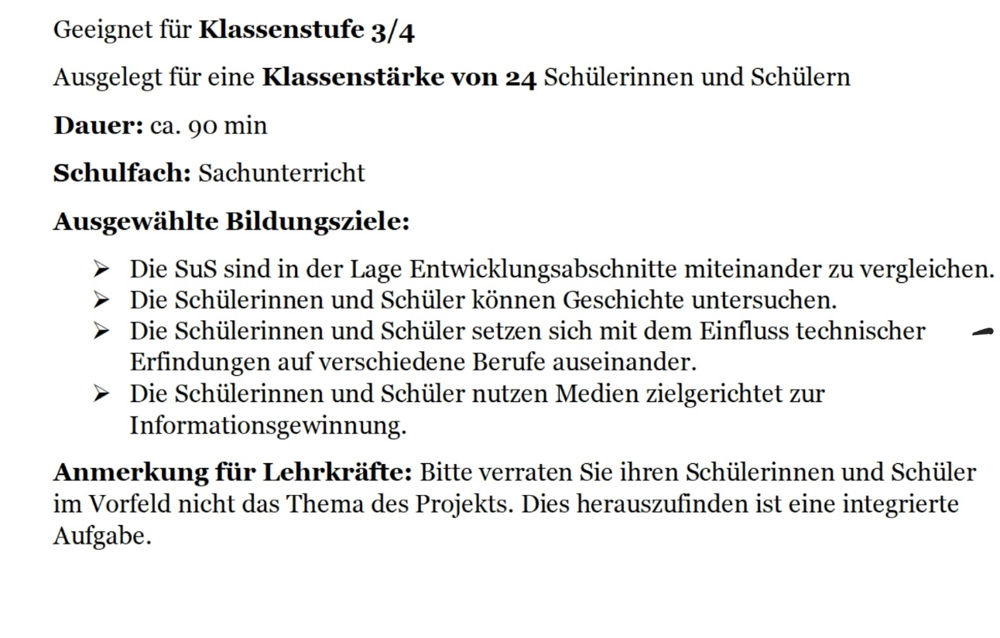 Geeignet für Klassenstufe 3/4
Ausgelegt für eine Klassenstärke von 24 Schülerinnen und Schülern
Dauer: ca. 90 min
Schulfach: Sachunterricht
Ausgewählte Bildungsziele:
➢ Die SuS sind in der Lage Entwicklungsabschnitte miteinander zu vergleichen.
➢ Die Schülerinnen und Schüler können Geschichte untersuchen.
➢ Die Schülerinnen und Schüler setzen sich mit dem Einfluss technischer
Erfindungen auf verschiedene Berufe auseinander.
➢ Die Schülerinnen und Schüler nutzen Medien zielgerichtet zur
Informationsgewinnung.
Anmerkung für Lehrkräfte: Bitte verraten Sie ihren Schülerinnen und Schüler
im Vorfeld nicht das Thema des Projekts. Dies herauszufinden ist eine integrierte
Aufgabe.